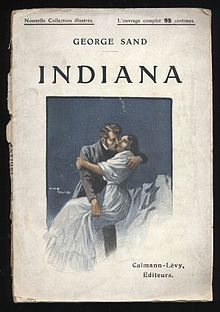 Nouvelle Collection illustrée. L'ouvrage complet 95 centimes.
GEORGE SAND
INDIANA
Calmann-Lévy,
Éditeurs.